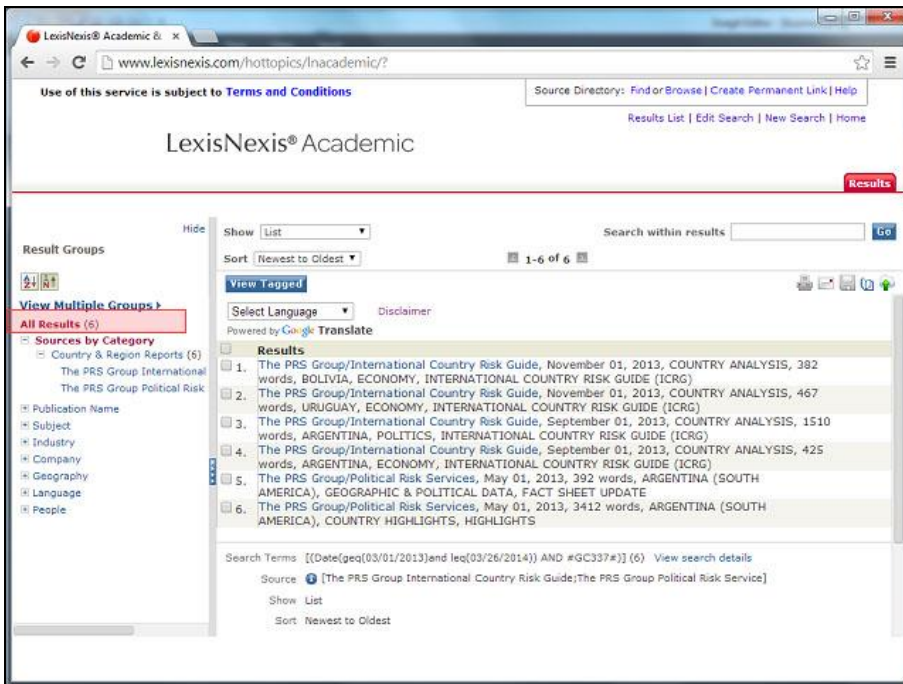 LexisNexis® Academic &
www.lexisnexis.com/hottopics/lnacademic/?
Use of this service is subject to Terms and Conditions
Source Directory: Find or Browse | Create Permanent Link | Help
Results List | Edit Search | New Search | Home
LexisNexis® Academic
Results
Hide
Result Groups
View Multiple Groups
All Results (6)
Sources by Category
Country & Region Reports (6)
The PRS Group International
The PRS Group Political Risk
Publication Name
Subject
Industry
Company
Geography
Language
People
Show List
Search within results Go
Sort Newest to Oldest
1-6 of 6
View Tagged
Select Language
Disclaimer
Powered by Google Translate
Results
1. The PRS Group/International Country Risk Guide, November 01, 2013, COUNTRY ANALYSIS, 382
words, BOLIVIA, ECONOMY, INTERNATIONAL COUNTRY RISK GUIDE (ICRG)
2. The PRS Group/International Country Risk Guide, November 01, 2013, COUNTRY ANALYSIS, 467
words, URUGUAY, ECONOMY, INTERNATIONAL COUNTRY RISK GUIDE (ICRG)
3. The PRS Group/International Country Risk Guide, September 01, 2013, COUNTRY ANALYSIS, 1510
words, ARGENTINA, POLITICS, INTERNATIONAL COUNTRY RISK GUIDE (ICRG)
4. The PRS Group/International Country Risk Guide, September 01, 2013, COUNTRY ANALYSIS, 425
words, ARGENTINA, ECONOMY, INTERNATIONAL COUNTRY RISK GUIDE (ICRG)
5. The PRS Group/Political Risk Services, May 01, 2013, 392 words, ARGENTINA (SOUTH
AMERICA), GEOGRAPHIC & POLITICAL DATA, FACT SHEET UPDATE
6. The PRS Group/Political Risk Services, May 01, 2013, 3412 words, ARGENTINA (SOUTH
AMERICA), COUNTRY HIGHLIGHTS, HIGHLIGHTS
Search Terms [(Date(geq(03/01/2013)and leq(03/26/2014)) AND #GC337#)] (6) View search details
Source [The PRS Group International Country Risk Guide;The PRS Group Political Risk Service]
Show List
Sort Newest to Oldest